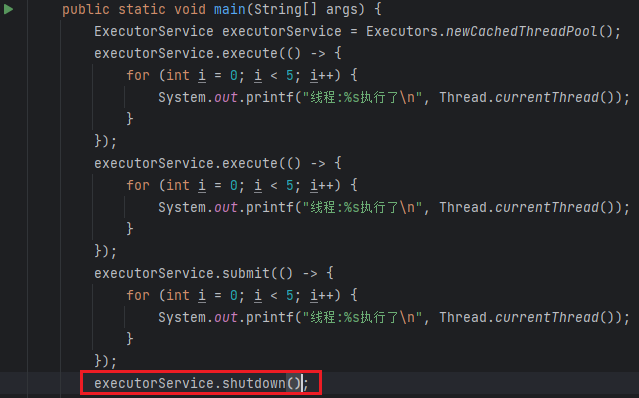 public static void main(String[] args) {
ExecutorService executorService = Executors.newCachedThreadPool();
executorService.execute(() -> {
for (int i = 0; i < 5; i++) {
System.out.printf("线程:%s执行了\n", Thread.currentThread());
}
});
executorService.execute(() -> {
for (int i = 0; i < 5; i++) {
System.out.printf("线程:%s执行了\n", Thread.currentThread());
}
});
executorService.submit(() -> {
for (int i = 0; i < 5; i++) {
System.out.printf("线程:%s执行了\n", Thread.currentThread());
}
});
executorService.shutdown();